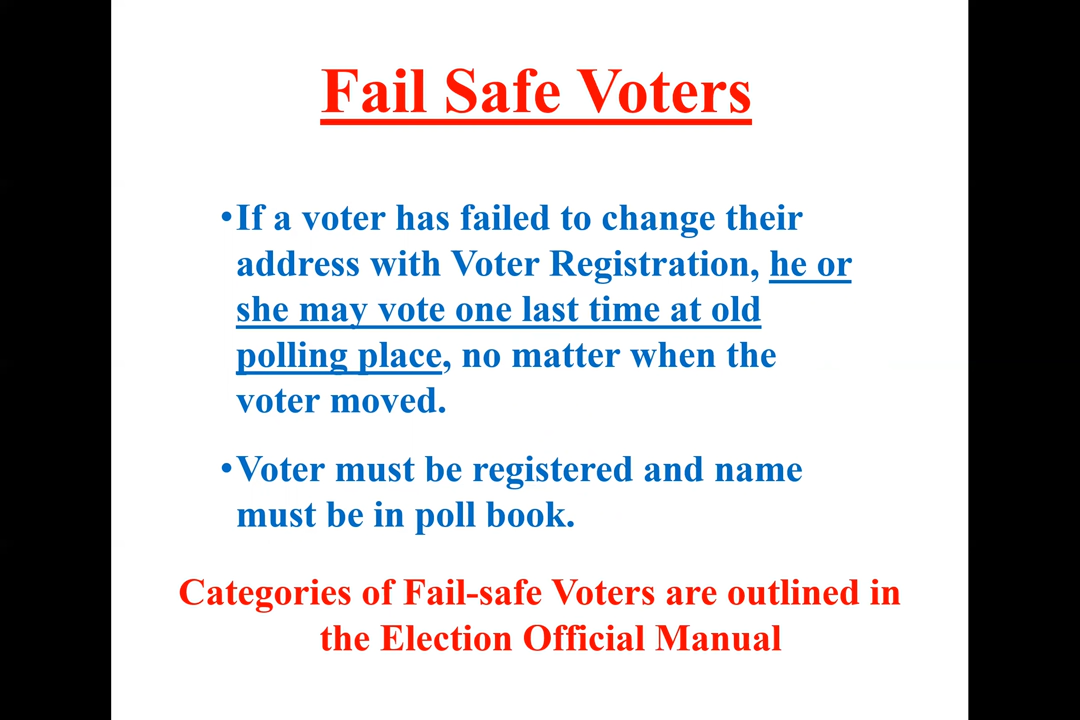 Fail Safe Voters
•If a voter has failed to change their
address with Voter Registration, he or
she may vote one last time at old
polling place, no matter when the
voter moved.
•Voter must be registered and name
must be in poll book.
Categories of Fail-safe Voters are outlined in
the Election Official Manual